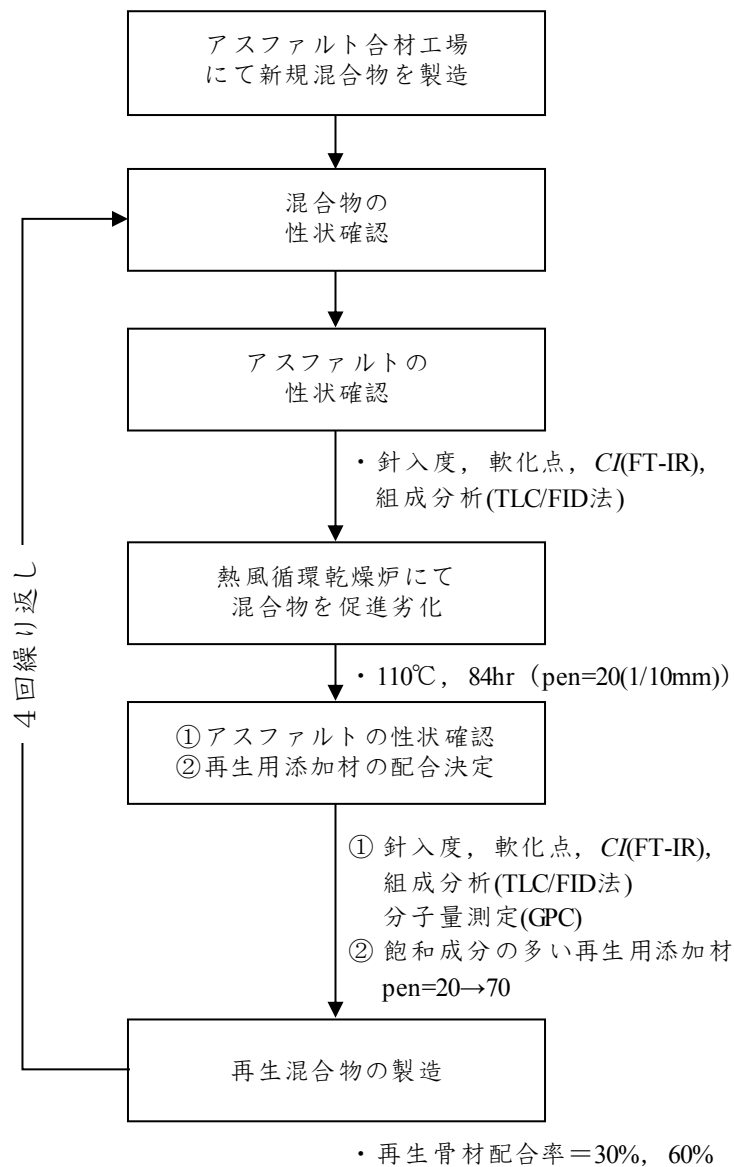 アスファルト合材工場
にて新規混合物を製造
混合物の
性状確認
アスファルトの
性状確認
・針入度，軟化点，CI(FT-IR),
組成分析(TLC/FID法)
熱風循環乾燥炉にて
混合物を促進劣化
・110℃，84hr（pen=20(1/10mm)）
①アスファルトの性状確認
②再生用添加材の配合決定
① 針入度，軟化点，CI(FT-IR),
組成分析(TLC/FID法)
分子量測定(GPC)
② 飽和成分の多い再生用添加材
pen=20→70
再生混合物の製造
・再生骨材配合率＝30%，60%
4回繰り返し